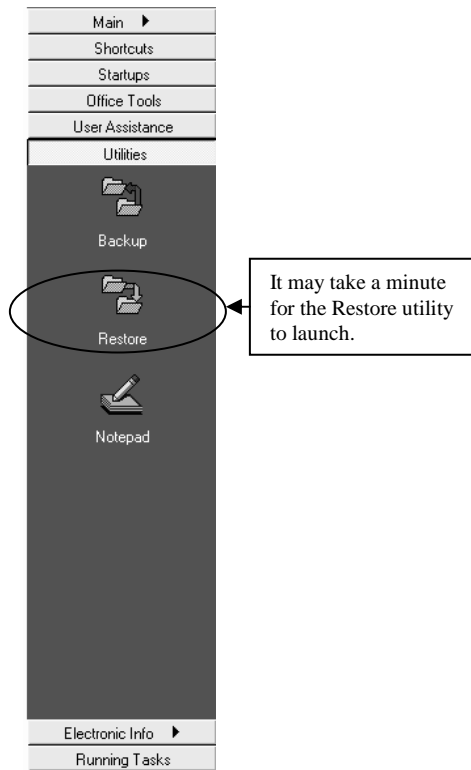 Main
Shortcuts
Startups
Office Tools
User Assistance
Utilities
Backup
Restore
It may take a minute
for the Restore utility
to launch.
Notepad
Electronic Info
Running Tasks